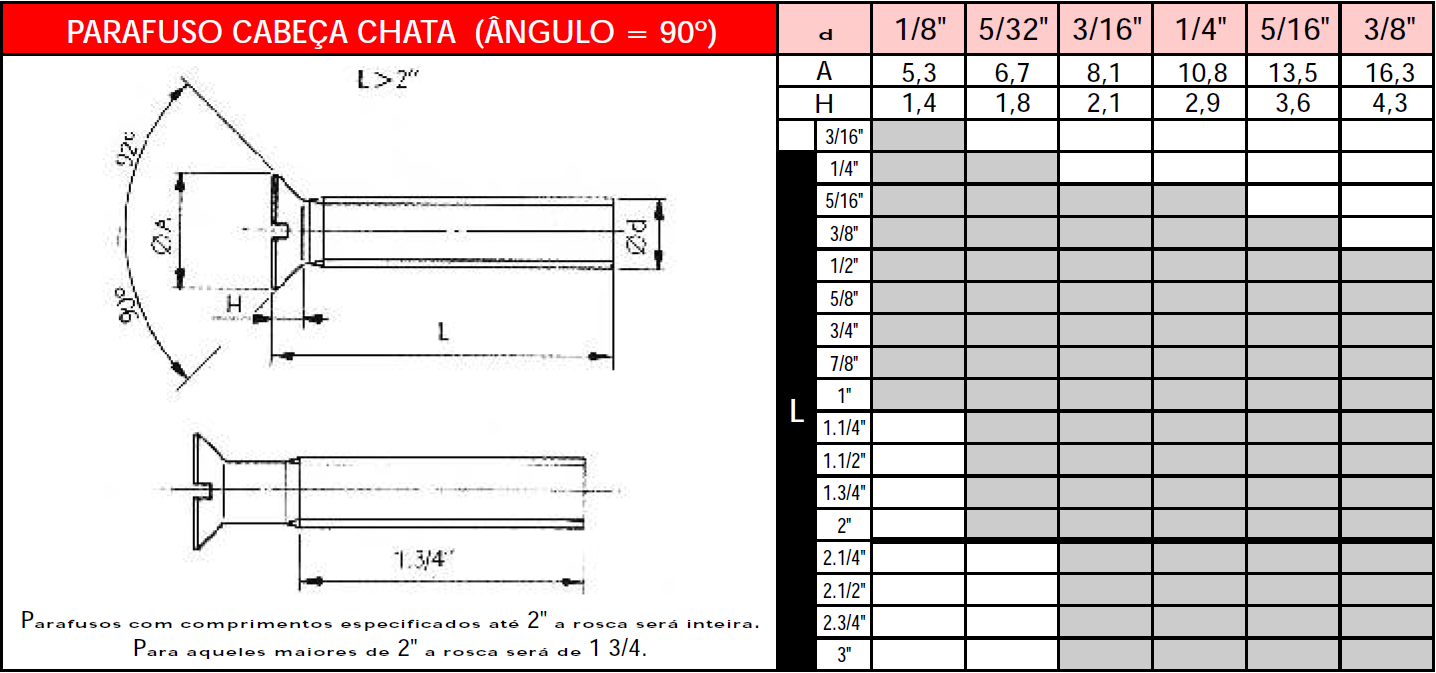 PARAFUSO CABEÇA CHATA (ÂNGULO = 90º)
d 1/8" 5/32" 3/16" 1/4" 5/16" 3/8"
A 5,3 6,7 8,1 10,8 13,5 16,3
H 1,4 1,8 2,1 2,9 3,6 4,3
L>2"
92º
90º
ØA
H
L
Ød
1.3/4"
L
3/16"
1/4"
5/16"
3/8"
1/2"
5/8"
3/4"
7/8"
1"
1.1/4"
1.1/2"
1.3/4"
2"
2.1/4"
2.1/2"
2.3/4"
3"
Parafusos com comprimentos especificados até 2" a rosca será inteira.
Para aqueles maiores de 2" a rosca será de 1 3/4.